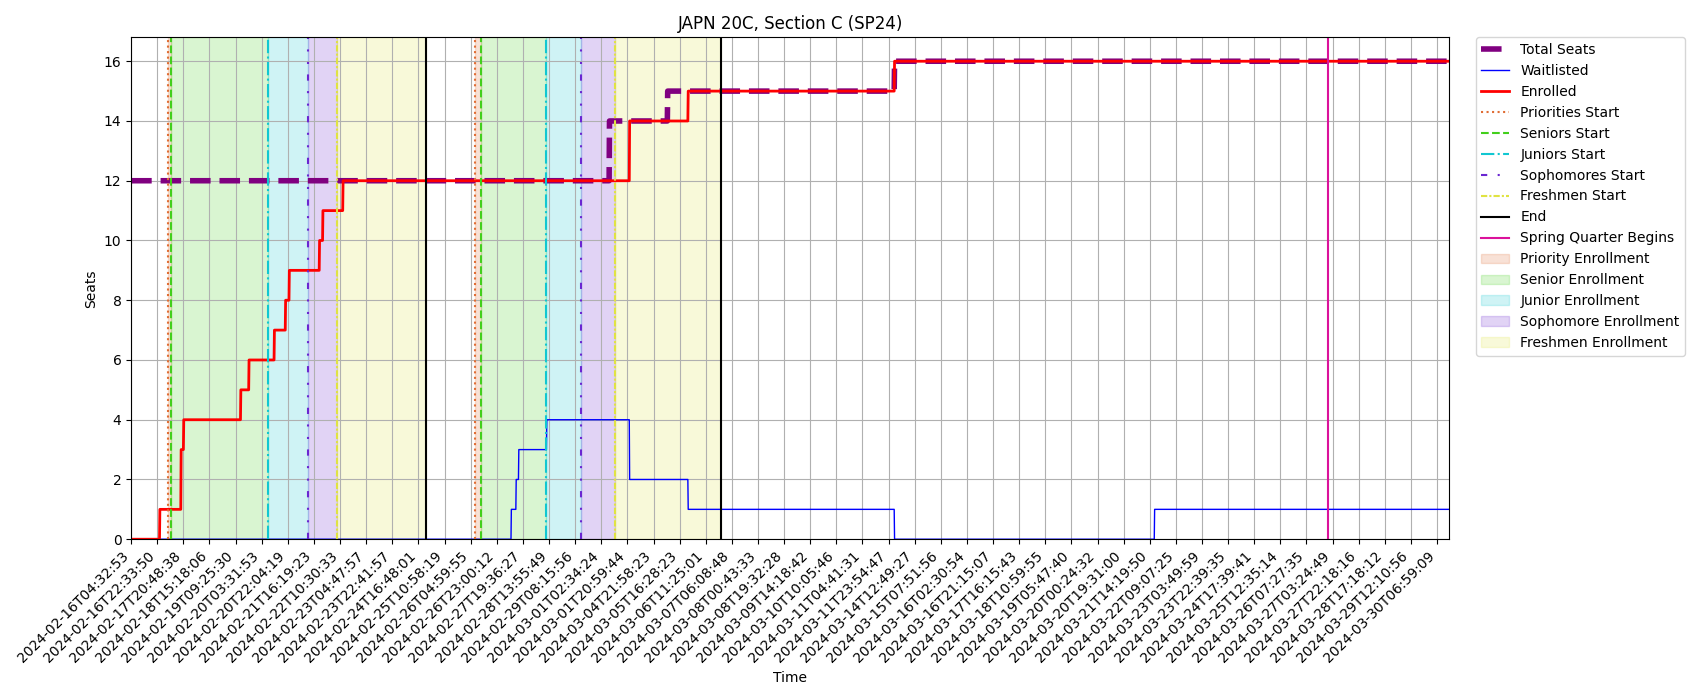 JAPN 20C, Section C (SP24)
Seats
16
14
12
10
8
6
4
2
0
2024-02-16T04:32:53
2024-02-16T22:33:50
2024-02-17T20:48:38
2024-02-18T15:18:06
2024-02-19T09:25:30
2024-02-20T03:31:53
2024-02-20T22:04:19
2024-02-21T16:19:23
2024-02-22T10:30:33
2024-02-23T04:47:57
2024-02-23T22:41:57
2024-02-24T16:48:01
2024-02-25T10:58:19
2024-02-26T04:59:55
2024-02-26T23:00:12
2024-02-27T19:36:27
2024-02-28T13:55:49
2024-02-29T08:15:56
2024-03-01T02:34:24
2024-03-01T20:59:44
2024-03-04T21:58:23
2024-03-05T16:28:23
2024-03-06T11:25:01
2024-03-07T06:08:48
2024-03-08T00:43:33
2024-03-08T19:32:28
2024-03-09T14:18:42
2024-03-10T10:05:46
2024-03-11T04:41:31
2024-03-11T23:54:47
2024-03-14T12:49:27
2024-03-15T07:51:56
2024-03-16T02:30:54
2024-03-16T21:15:07
2024-03-17T16:15:43
2024-03-18T10:59:55
2024-03-19T05:47:40
2024-03-20T00:24:32
2024-03-20T19:31:00
2024-03-21T14:19:50
2024-03-22T09:07:25
2024-03-23T03:49:59
2024-03-23T22:39:35
2024-03-24T17:39:41
2024-03-25T12:35:14
2024-03-26T07:27:35
2024-03-27T03:24:49
2024-03-27T22:18:16
2024-03-28T17:18:12
2024-03-29T12:10:56
2024-03-30T06:59:09
Time
Total Seats
Waitlisted
Enrolled
Priorities Start
Seniors Start
Juniors Start
Sophomores Start
Freshmen Start
End
Spring Quarter Begins
Priority Enrollment
Senior Enrollment
Junior Enrollment
Sophomore Enrollment
Freshmen Enrollment